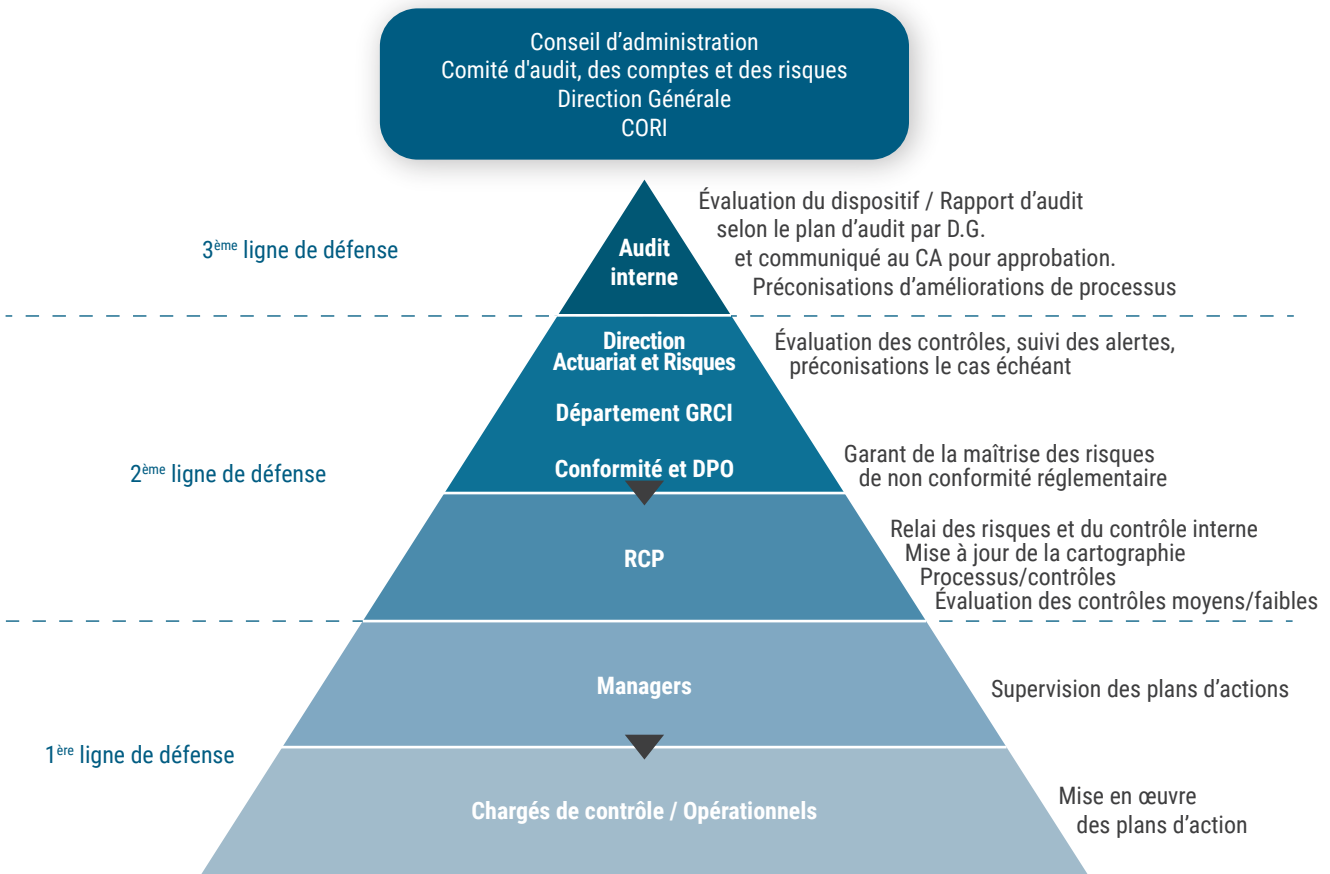 Conseil d’administration
Comité d'audit, des comptes et des risques
Direction Générale
CORI
3ème ligne de défense
Audit
interne
Évaluation du dispositif / Rapport d’audit
selon le plan d’audit par D.G.
et communiqué au CA pour approbation.
Préconisations d’améliorations de processus
2ème ligne de défense
Direction
Actuariat et Risques
Département GRCI
Conformité et DPO
Évaluation des contrôles, suivi des alertes,
préconisations le cas échéant
Garant de la maîtrise des risques
de non conformité réglementaire
RCP
Relai des risques et du contrôle interne
Mise à jour de la cartographie
Processus/contrôles
Évaluation des contrôles moyens/faibles
1ère ligne de défense
Managers
Supervision des plans d’actions
Chargés de contrôle / Opérationnels
Mise en œuvre
des plans d’action